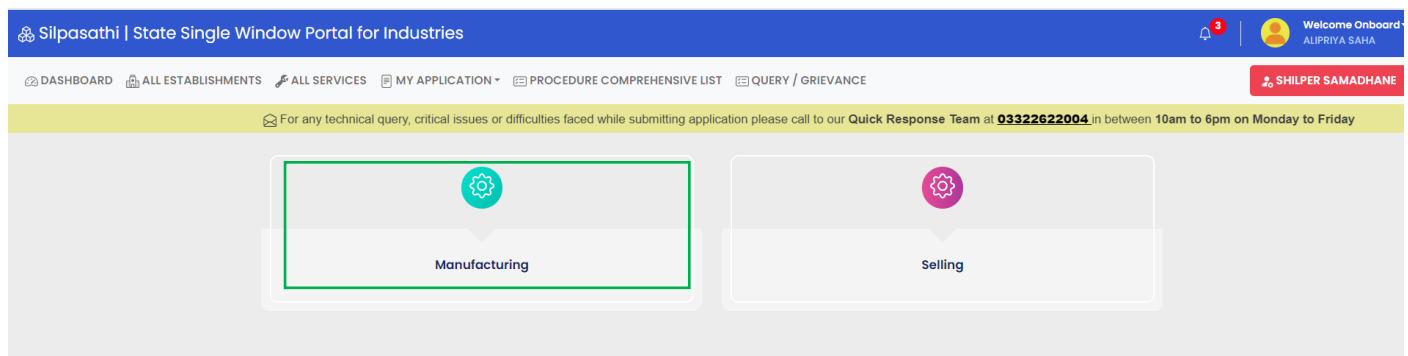 Silpasathi | State Single Window Portal for Industries
3
Welcome Onboard
ALIPRIYA SAHA
DASHBOARD ALL ESTABLISHMENTS ALL SERVICES MY APPLICATION PROCEDURE COMPREHENSIVE LIST QUERY / GRIEVANCE SHILPER SAMADHANE
For any technical query, critical issues or difficulties faced while submitting application please call to our Quick Response Team at 03322622004 in between 10am to 6pm on Monday to Friday
Manufacturing
Selling